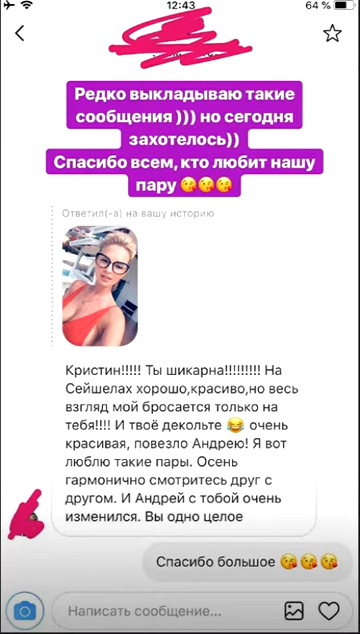 12:43
64 %
Редко выкладываю такие
сообщения ))) но сегодня
захотелось))
Спасибо всем, кто любит нашу
пару 😘😘😘
Ответил(-а) на вашу историю
Кристин!!!!! Ты шикарна!!!!!!!!! На
Сейшелах хорошо,красиво,но весь
взгляд мой бросается только на
тебя!!!! И твоё декольте 😂 очень
красивая, повезло Андрею! Я вот
люблю такие пары. Осень
гармонично смотритесь друг с
другом. И Андрей с тобой очень
изменился. Вы одно целое
Спасибо большое 😘😘😘
Написать сообщение...